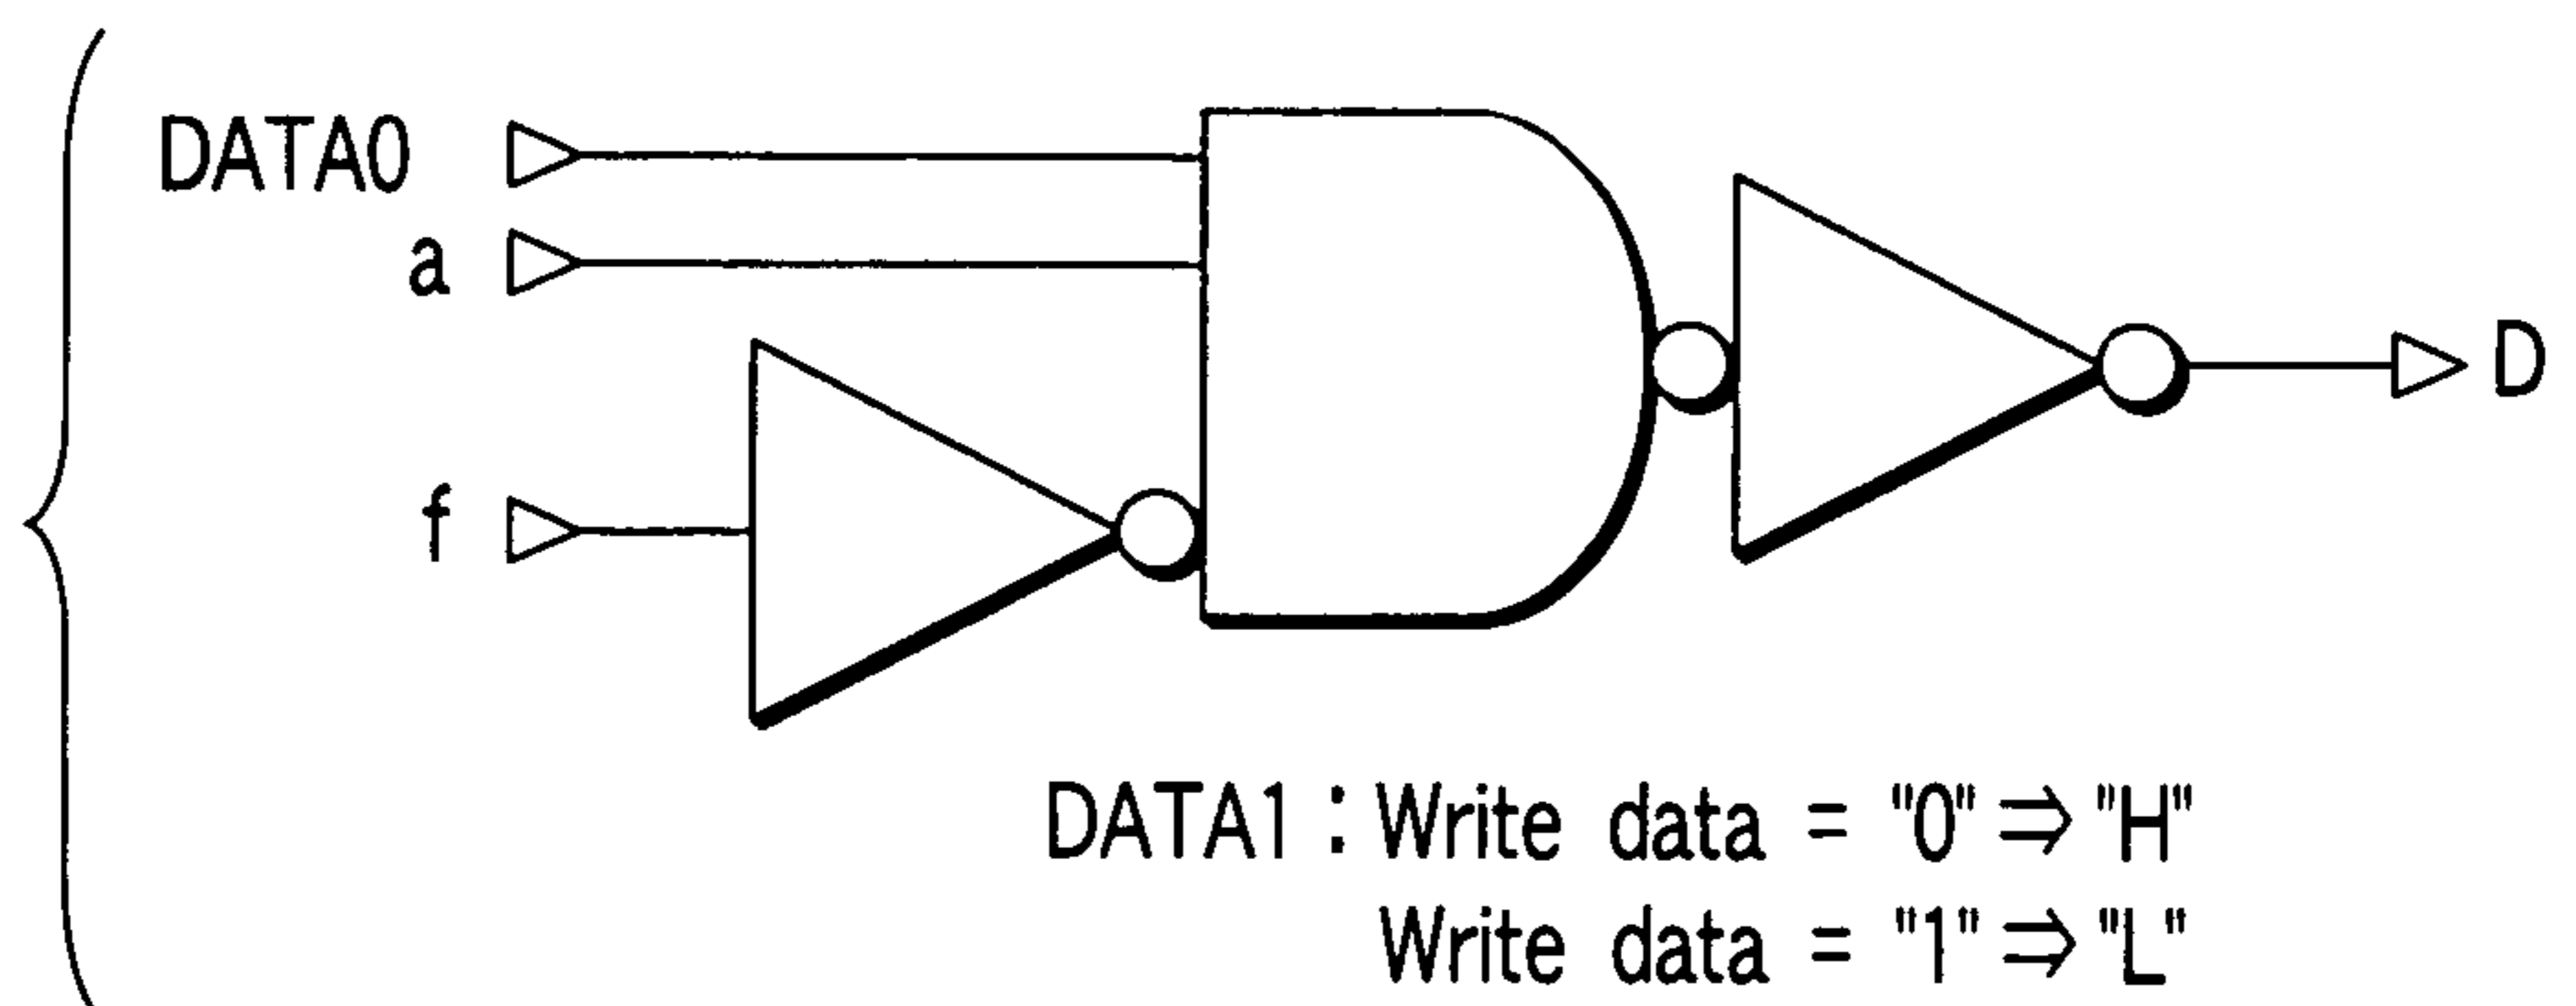 DATA0
a
f
D
DATA1 : Write data = "0" ⇒ "H"
Write data = "1" ⇒ "L"